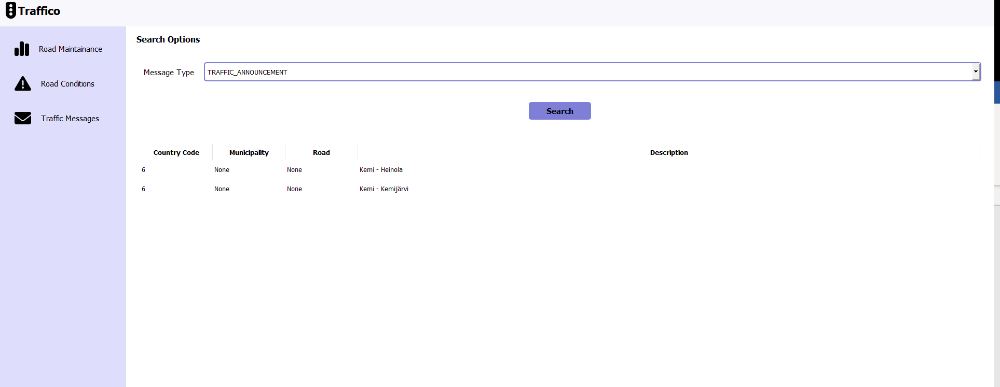 Traffico
Road Maintainance
Road Conditions
Traffic Messages
Search Options
Message Type TRAFFIC_ANNOUNCEMENT
Search
Country Code Municipality Road Description
6 None None Kemi - Heinola
6 None None Kemi - Kemijärvi